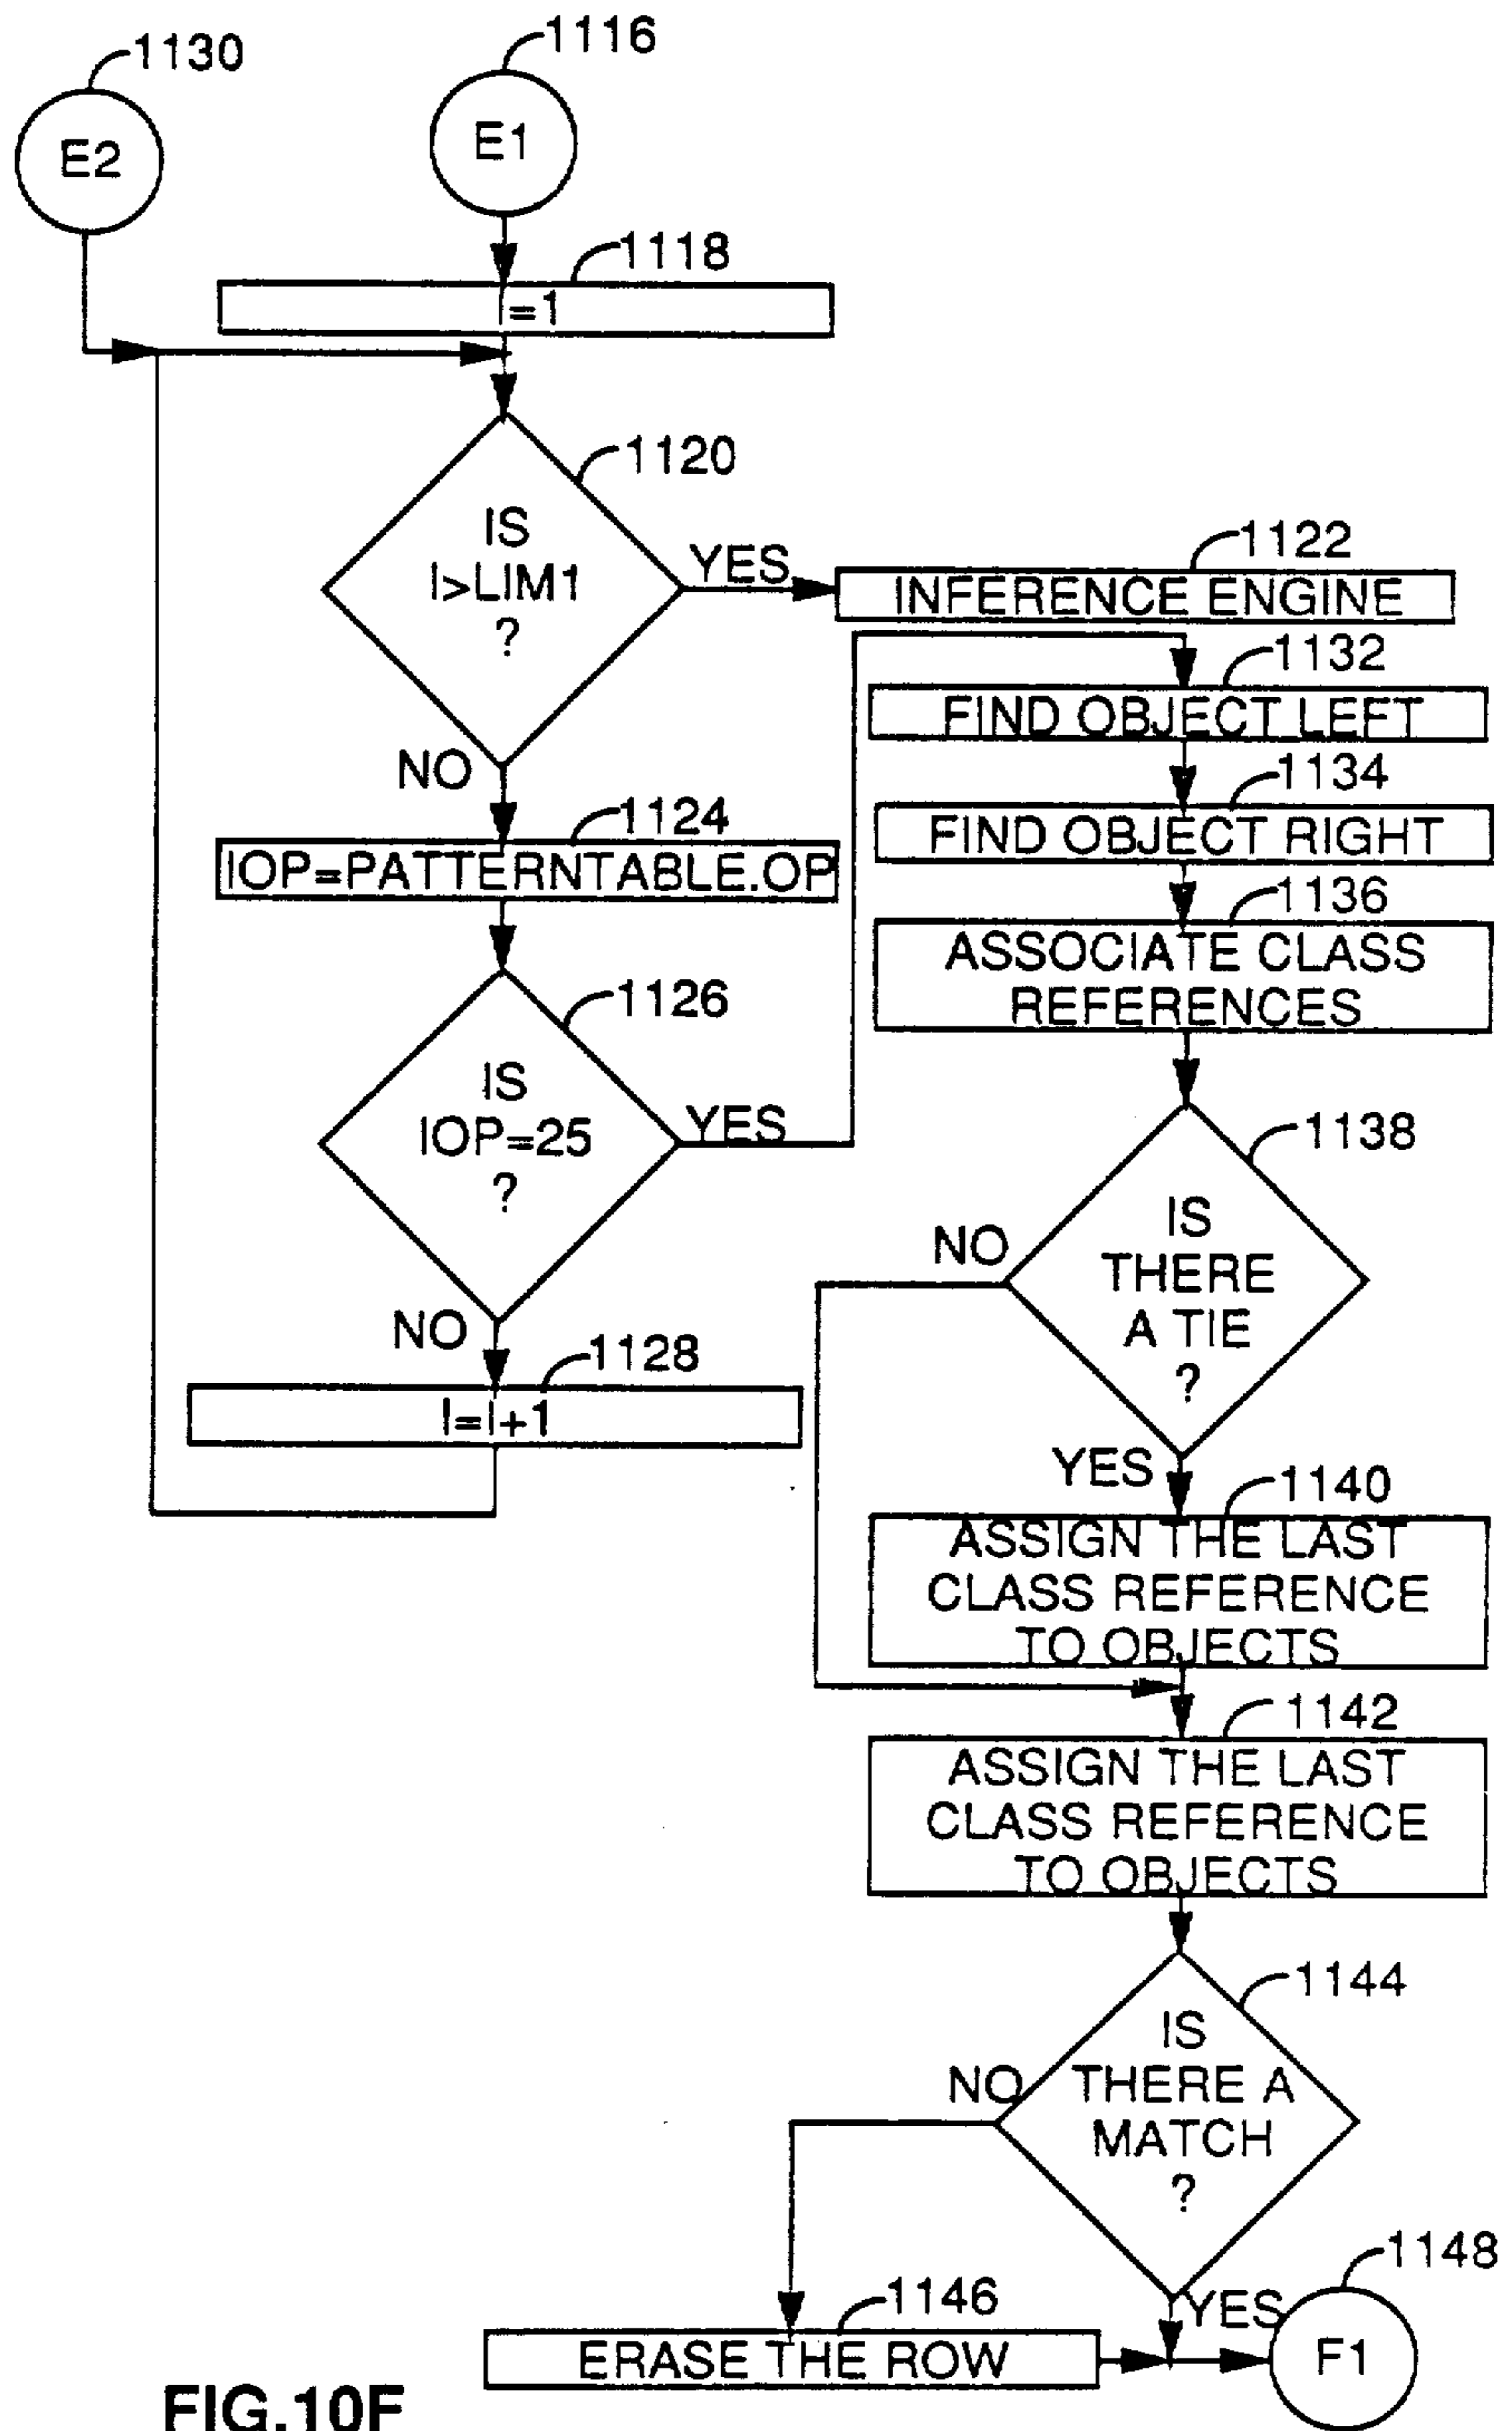 1130
1116
E2
E1
1118
I=1
1120
IS
I>LIM1
?
YES
NO
1122
INFERENCE ENGINE
1132
FIND OBJECT LEFT
1134
FIND OBJECT RIGHT
1124
IOP=PATTERNTABLE.OP
1136
ASSOCIATE CLASS
REFERENCES
1126
IS
IOP=25
?
YES
NO
1138
IS
THERE
A TIE
?
NO
YES
1128
I=I+1
1140
ASSIGN THE LAST
CLASS REFERENCE
TO OBJECTS
1142
ASSIGN THE LAST
CLASS REFERENCE
TO OBJECTS
1144
IS
THERE A
MATCH
?
NO
YES
1146
ERASE THE ROW
1148
F1
FIG.10F